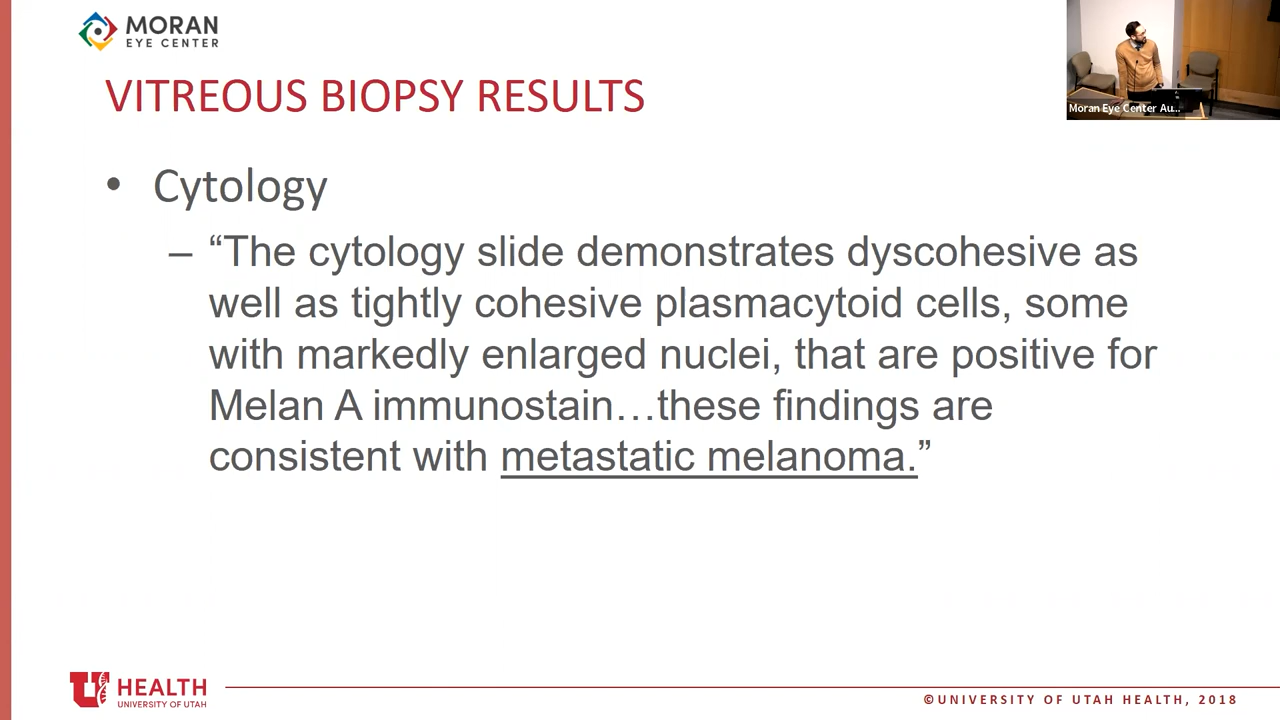 MORAN
EYE CENTER
VITREOUS BIOPSY RESULTS
Moran Eye Center Au...
• Cytology
– “The cytology slide demonstrates dyscohesive as
well as tightly cohesive plasmacytoid cells, some
with markedly enlarged nuclei, that are positive for
Melan A immunostain…these findings are
consistent with metastatic melanoma.”
U HEALTH
UNIVERSITY OF UTAH
©UNIVERSITY OF UTAH HEALTH, 2018